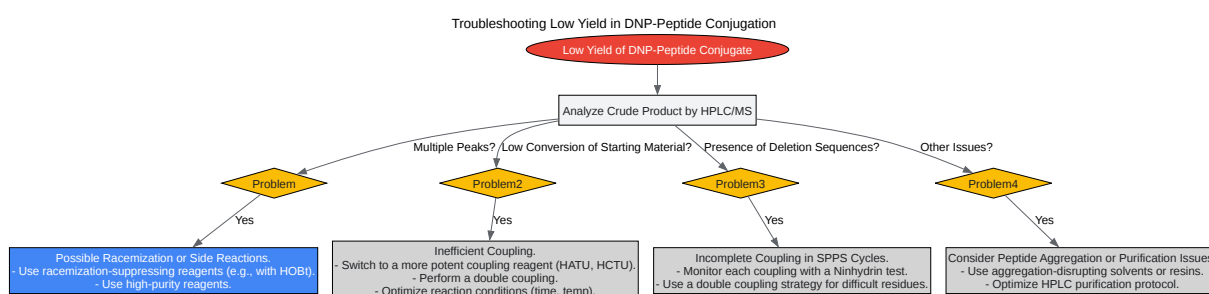 Troubleshooting Low Yield in DNP-Peptide Conjugation
Low Yield of DNP-Peptide Conjugate
Analyze Crude Product by HPLC/MS
Multiple Peaks?
Low Conversion of Starting Material?
Presence of Deletion Sequences?
Other Issues?
Problem
Problem2
Problem3
Problem4
Yes
Yes
Yes
Yes
Possible Racemization or Side Reactions.
- Use racemization-suppressing reagents (e.g., with HOBt).
- Use high-purity reagents.
Inefficient Coupling.
- Switch to a more potent coupling reagent (HATU, HCTU).
- Perform a double coupling.
- Optimize reaction conditions (time, temp).
Incomplete Coupling in SPPS Cycles.
- Monitor each coupling with a Ninhydrin test.
- Use a double coupling strategy for difficult residues.
Consider Peptide Aggregation or Purification Issues
- Use aggregation-disrupting solvents or resins.
- Optimize HPLC purification protocol.